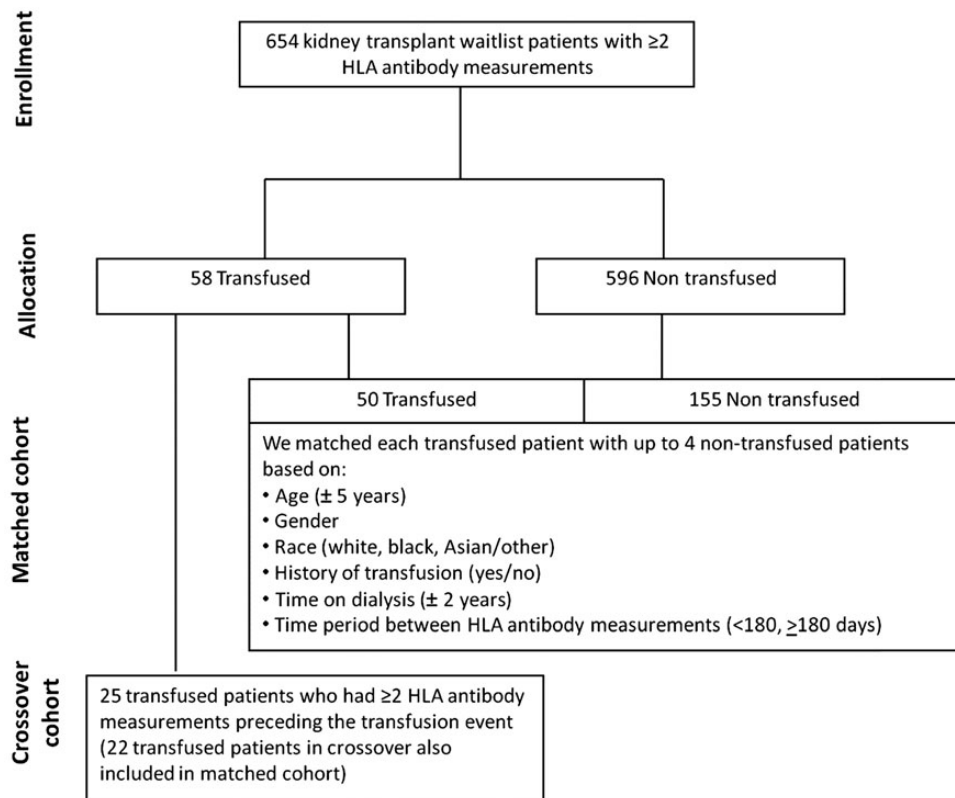 Enrollment
654 kidney transplant waitlist patients with ≥2
HLA antibody measurements
Allocation
58 Transfused
596 Non transfused
Matched cohort
50 Transfused
155 Non transfused
We matched each transfused patient with up to 4 non-transfused patients
based on:
• Age (± 5 years)
• Gender
• Race (white, black, Asian/other)
• History of transfusion (yes/no)
• Time on dialysis (± 2 years)
• Time period between HLA antibody measurements (<180, ≥180 days)
Crossover
cohort
25 transfused patients who had ≥2 HLA antibody
measurements preceding the transfusion event
(22 transfused patients in crossover also
included in matched cohort)